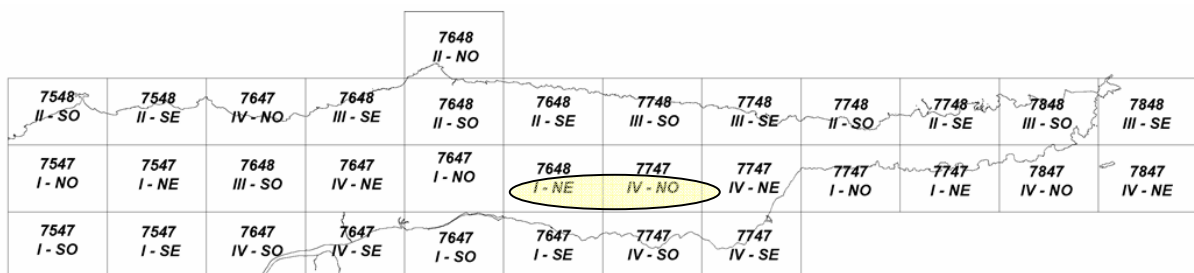 7648
II - NO
7548 7548 7647 7648 7648 7648 7748 7748 7748 7748 7848 7848
II - SO II - SE IV - NO III - SE II - SO II - SE III - SO III - SE II - SO II - SE III - SO III - SE
7547 7547 7648 7647 7647 7648 7747 7747 7747 7747 7847 7847
I - NO I - NE III - SO IV - NE I - NO I - NE IV - NO IV - NE I - NO I - NE IV - NO IV - NE
7547 7547 7647 7647 7647 7647 7747 7747
I - SO I - SE IV - SO IV - SE I - SO I - SE IV - SO IV - SE